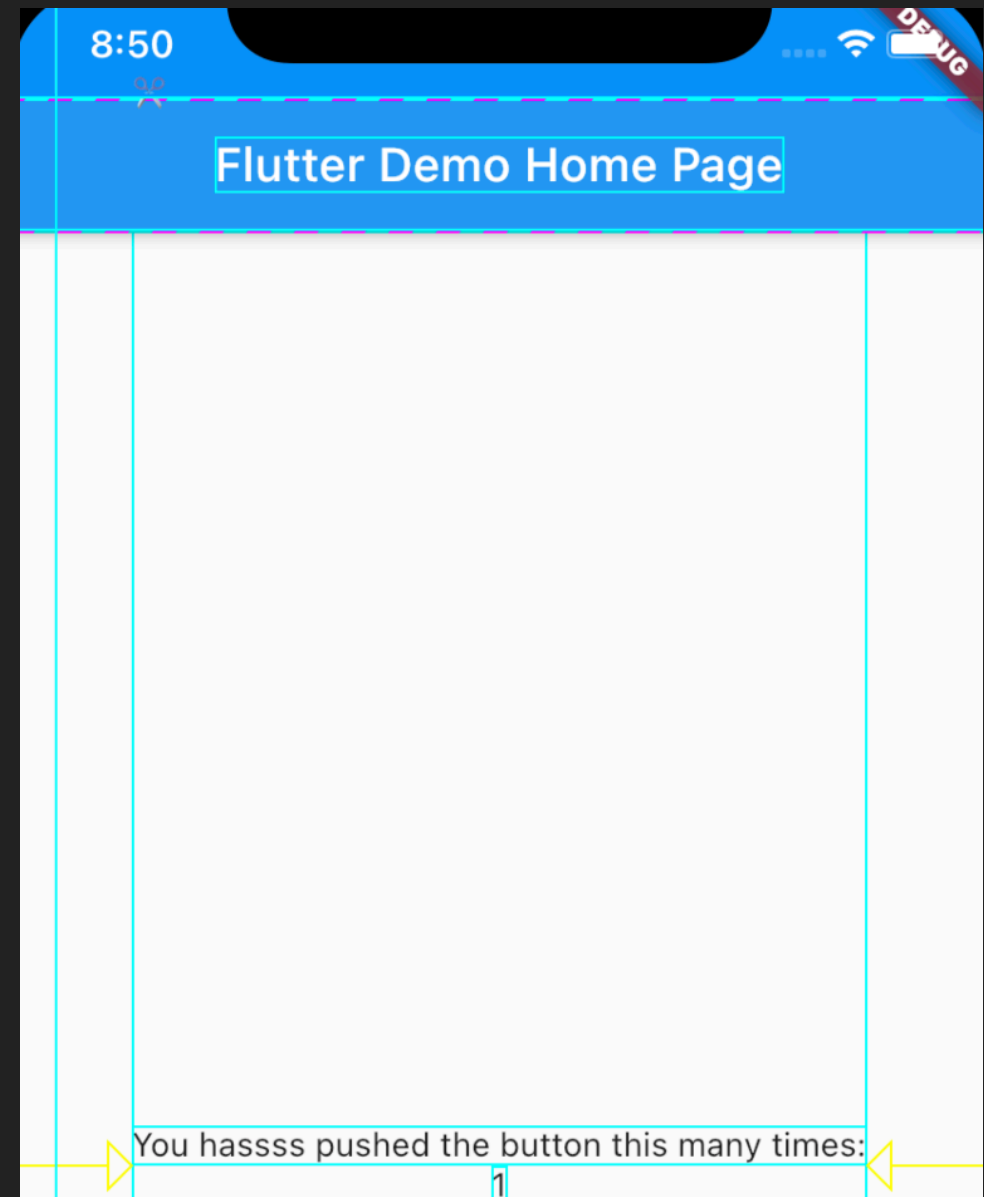 8:50
DEBUG
Flutter Demo Home Page
You hassss pushed the button this many times:
1